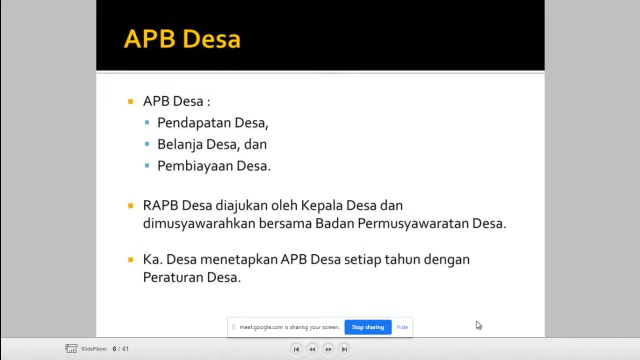 APB Desa
APB Desa :
Pendapatan Desa,
Belanja Desa, dan
Pembiayaan Desa.
RAPB Desa diajukan oleh Kepala Desa dan
dimusyawarahkan bersama Badan Permusyawaratan Desa.
Ka. Desa menetapkan APB Desa setiap tahun dengan
Peraturan Desa.
meet.google.com is sharing your screen. Stop sharing Hide
SlidePlayer 6 / 41